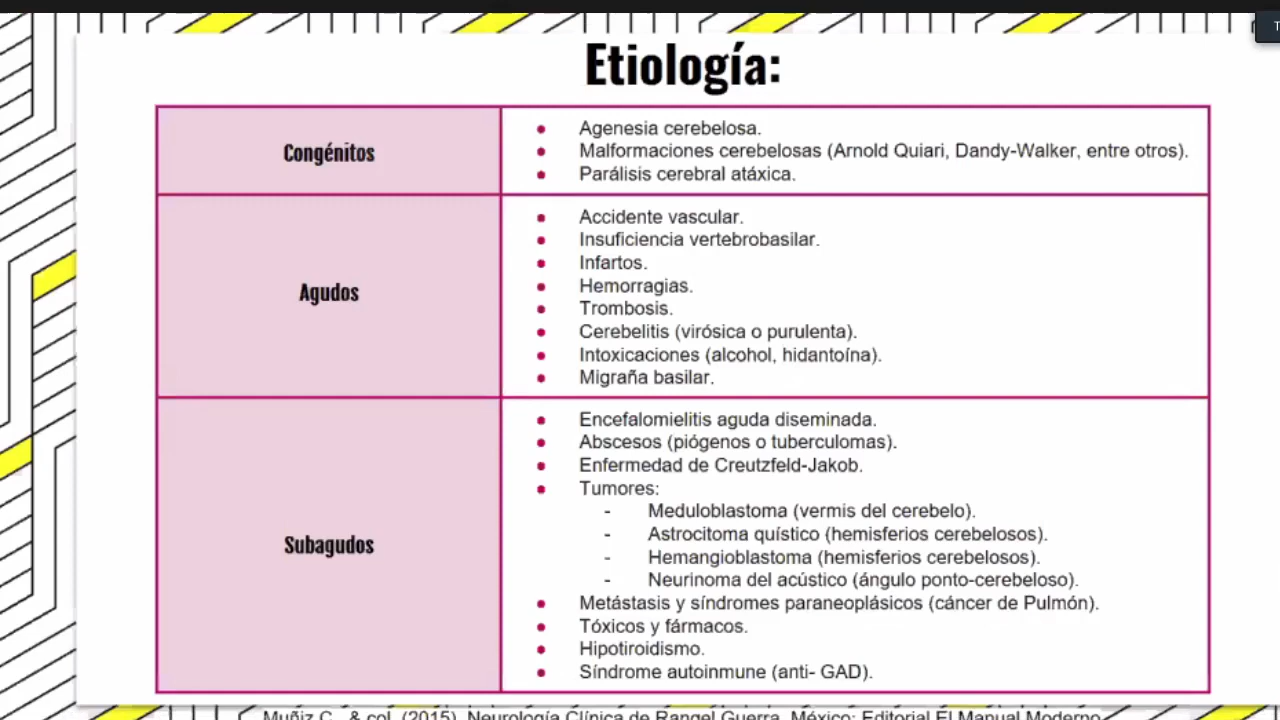 Etiología:
Congénitos
● Agenesia cerebelosa.
● Malformaciones cerebelosas (Arnold Quiari, Dandy-Walker, entre otros).
● Parálisis cerebral atáxica.
Agudos
● Accidente vascular.
● Insuficiencia vertebrobasilar.
● Infartos.
● Hemorragias.
● Trombosis.
● Cerebelitis (virósica o purulenta).
● Intoxicaciones (alcohol, hidantoína).
● Migraña basilar.
Subagudos
● Encefalomielitis aguda diseminada.
● Abscesos (piógenos o tuberculomas).
● Enfermedad de Creutzfeld-Jakob.
● Tumores:
- Meduloblastoma (vermis del cerebelo).
- Astrocitoma quístico (hemisferios cerebelosos).
- Hemangioblastoma (hemisferios cerebelosos).
- Neurinoma del acústico (ángulo ponto-cerebeloso).
● Metástasis y síndromes paraneoplásicos (cáncer de Pulmón).
● Tóxicos y fármacos.
● Hipotiroidismo.
● Síndrome autoinmune (anti- GAD).
Muñiz C., & col. (2015). Neurología Clínica de Rangel Guerra. México: Editorial El Manual Moderno